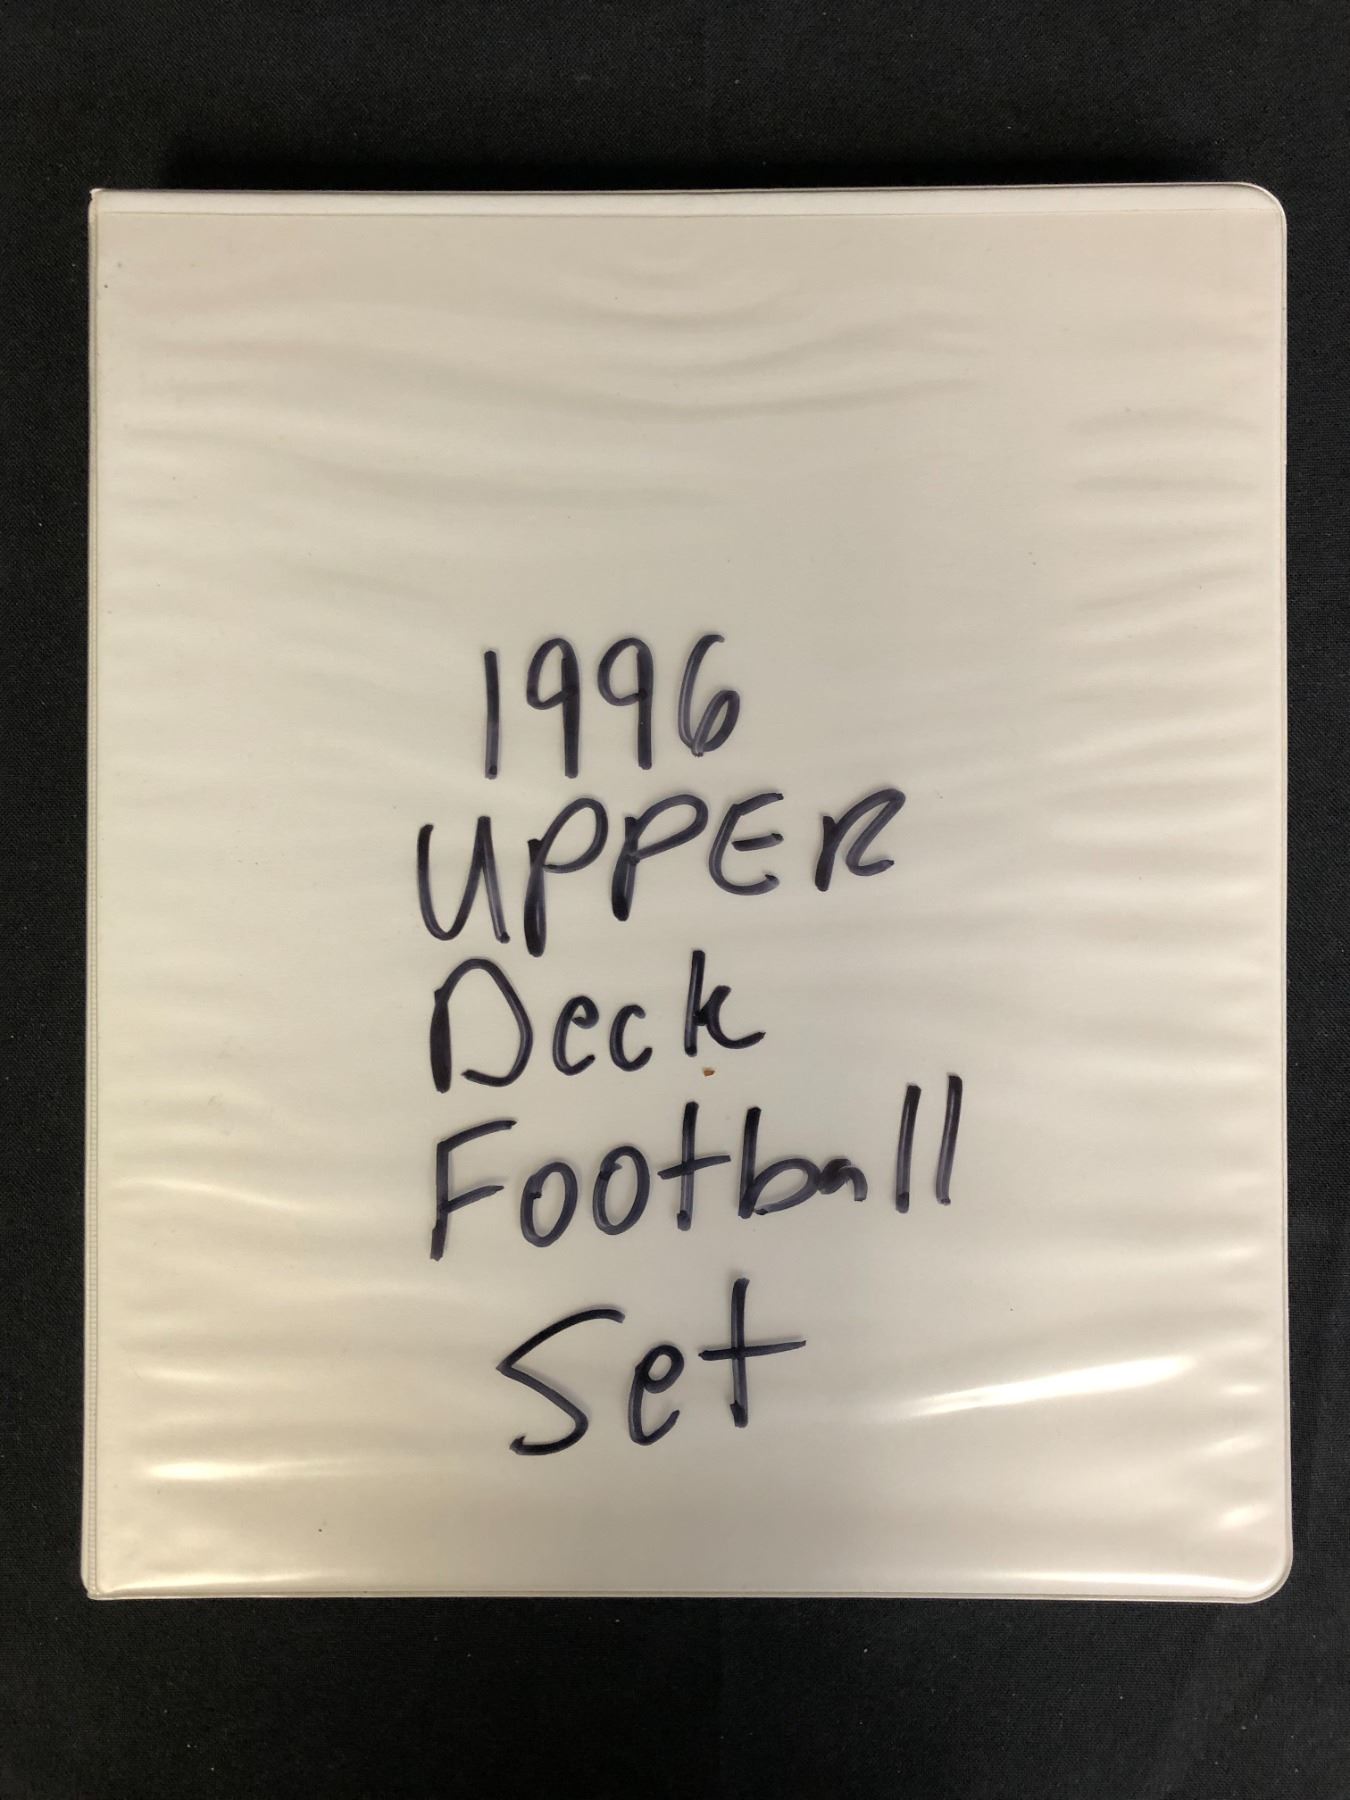 1996
UPPER
Deck
Football
Set